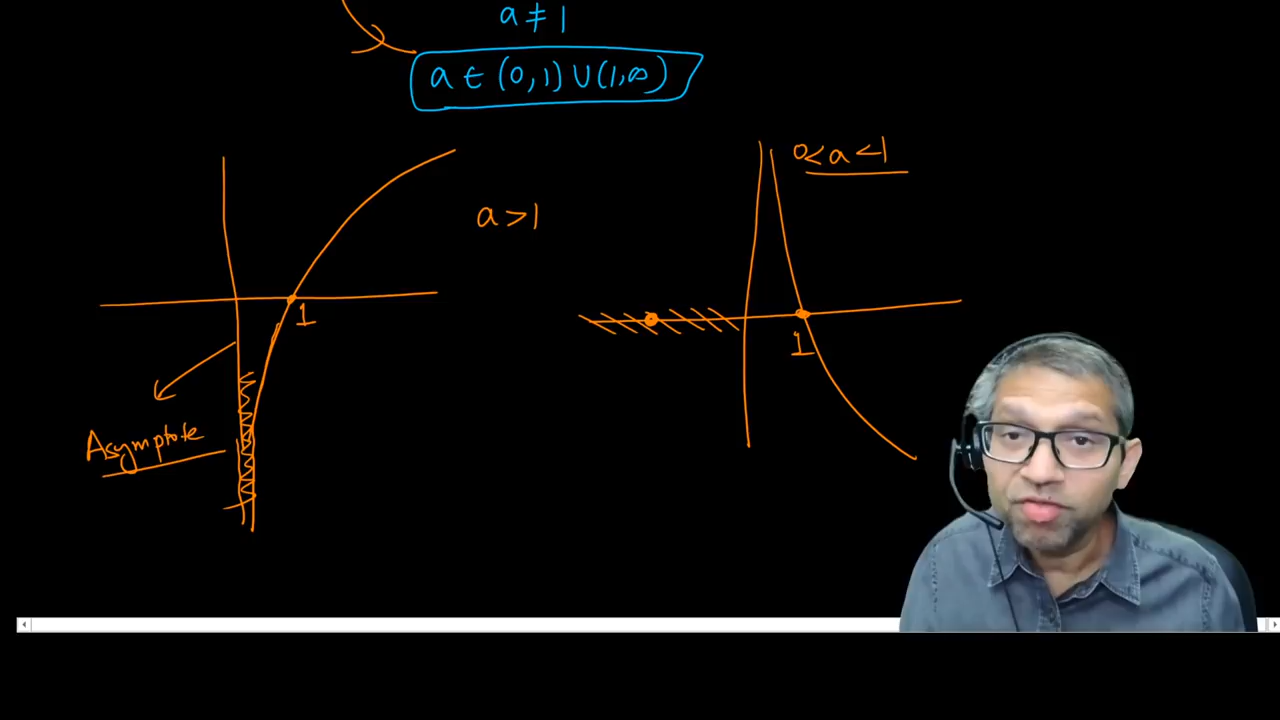 a ≠ 1
a ∈ (0,1) ∪ (1,∞)
0<a<1
a>1
1
1
Asymptote